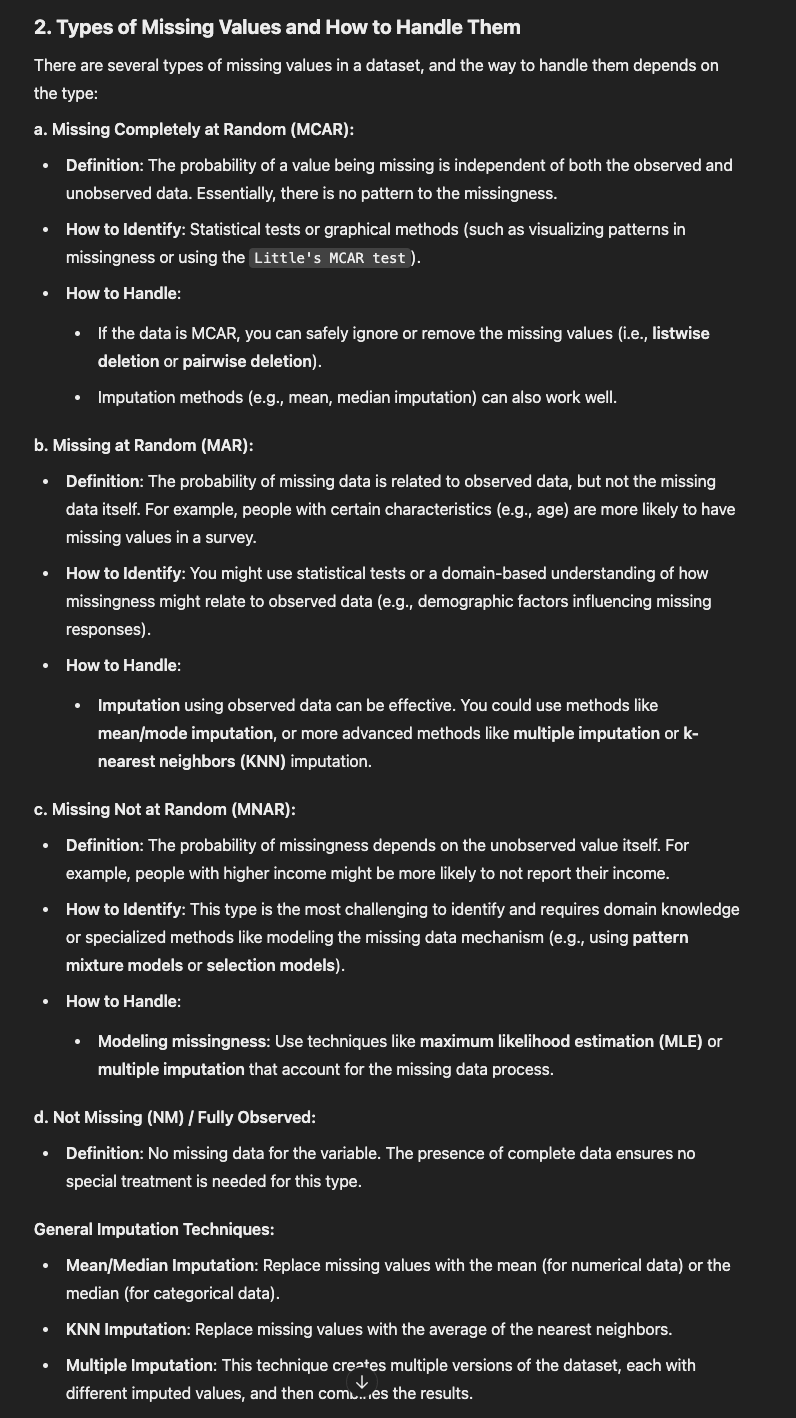 2. Types of Missing Values and How to Handle Them
There are several types of missing values in a dataset, and the way to handle them depends on
the type:
a. Missing Completely at Random (MCAR):
• Definition: The probability of a value being missing is independent of both the observed and
unobserved data. Essentially, there is no pattern to the missingness.
• How to Identify: Statistical tests or graphical methods (such as visualizing patterns in
missingness or using the Little's MCAR test ).
• How to Handle:
• If the data is MCAR, you can safely ignore or remove the missing values (i.e., listwise
deletion or pairwise deletion).
• Imputation methods (e.g., mean, median imputation) can also work well.
b. Missing at Random (MAR):
• Definition: The probability of missing data is related to observed data, but not the missing
data itself. For example, people with certain characteristics (e.g., age) are more likely to have
missing values in a survey.
• How to Identify: You might use statistical tests or a domain-based understanding of how
missingness might relate to observed data (e.g., demographic factors influencing missing
responses).
• How to Handle:
• Imputation using observed data can be effective. You could use methods like
mean/mode imputation, or more advanced methods like multiple imputation or k-
nearest neighbors (KNN) imputation.
c. Missing Not at Random (MNAR):
• Definition: The probability of missingness depends on the unobserved value itself. For
example, people with higher income might be more likely to not report their income.
• How to Identify: This type is the most challenging to identify and requires domain knowledge
or specialized methods like modeling the missing data mechanism (e.g., using pattern
mixture models or selection models).
• How to Handle:
• Modeling missingness: Use techniques like maximum likelihood estimation (MLE) or
multiple imputation that account for the missing data process.
d. Not Missing (NM) / Fully Observed:
• Definition: No missing data for the variable. The presence of complete data ensures no
special treatment is needed for this type.
General Imputation Techniques:
• Mean/Median Imputation: Replace missing values with the mean (for numerical data) or the
median (for categorical data).
• KNN Imputation: Replace missing values with the average of the nearest neighbors.
• Multiple Imputation: This technique creates multiple versions of the dataset, each with
different imputed values, and then combines the results.